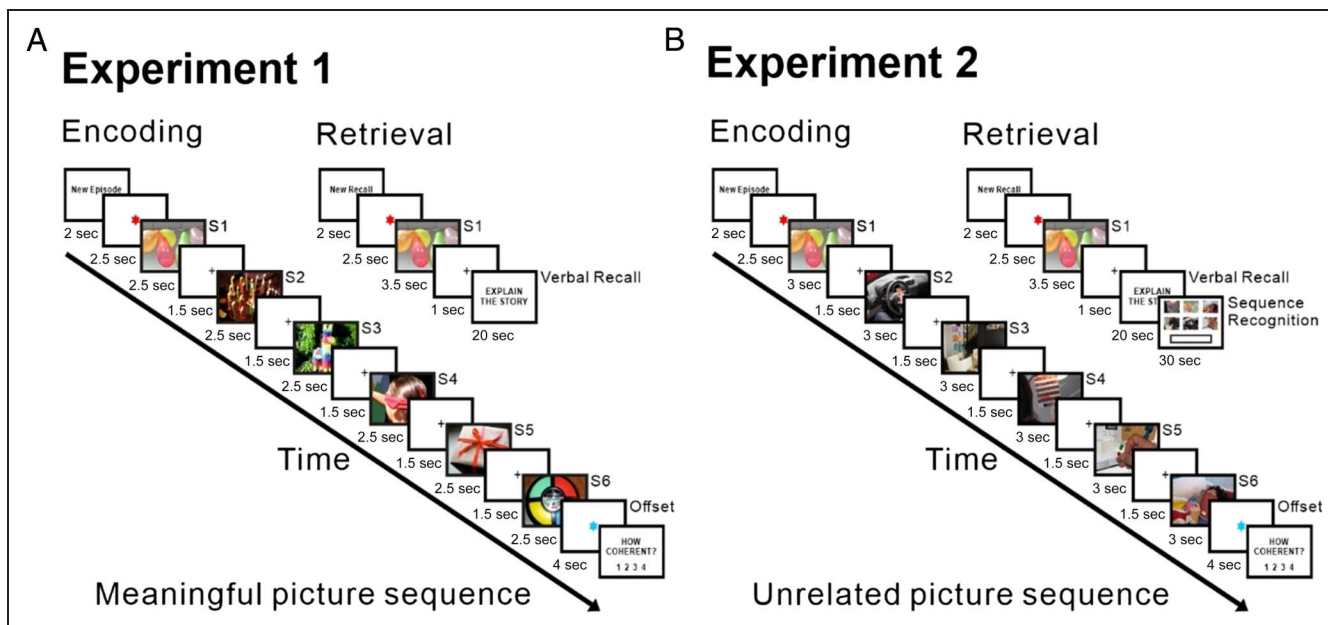 A
Experiment 1
Encoding
Retrieval
New Episode
2 sec
2.5 sec
S1
2.5 sec
+
1.5 sec
S2
2.5 sec
+
1.5 sec
S3
2.5 sec
+
1.5 sec
S4
2.5 sec
+
1.5 sec
S5
2.5 sec
+
1.5 sec
S6
2.5 sec
Offset
4 sec
HOW
COHERENT?
1 2 3 4
New Recall
2 sec
2.5 sec
S1
3.5 sec
+
1 sec
Verbal Recall
EXPLAIN
THE STORY
20 sec
Time
Meaningful picture sequence
B
Experiment 2
Encoding
Retrieval
New Episode
2 sec
2.5 sec
S1
3 sec
+
1.5 sec
S2
3 sec
+
1.5 sec
S3
3 sec
+
1.5 sec
S4
3 sec
+
1.5 sec
S5
3 sec
+
1.5 sec
S6
3 sec
Offset
4 sec
HOW
COHERENT?
1 2 3 4
New Recall
2 sec
2.5 sec
S1
3.5 sec
+
1 sec
Verbal Recall
EXPLAIN
THE ST
20 sec
Sequence
Recognition
30 sec
Time
Unrelated picture sequence